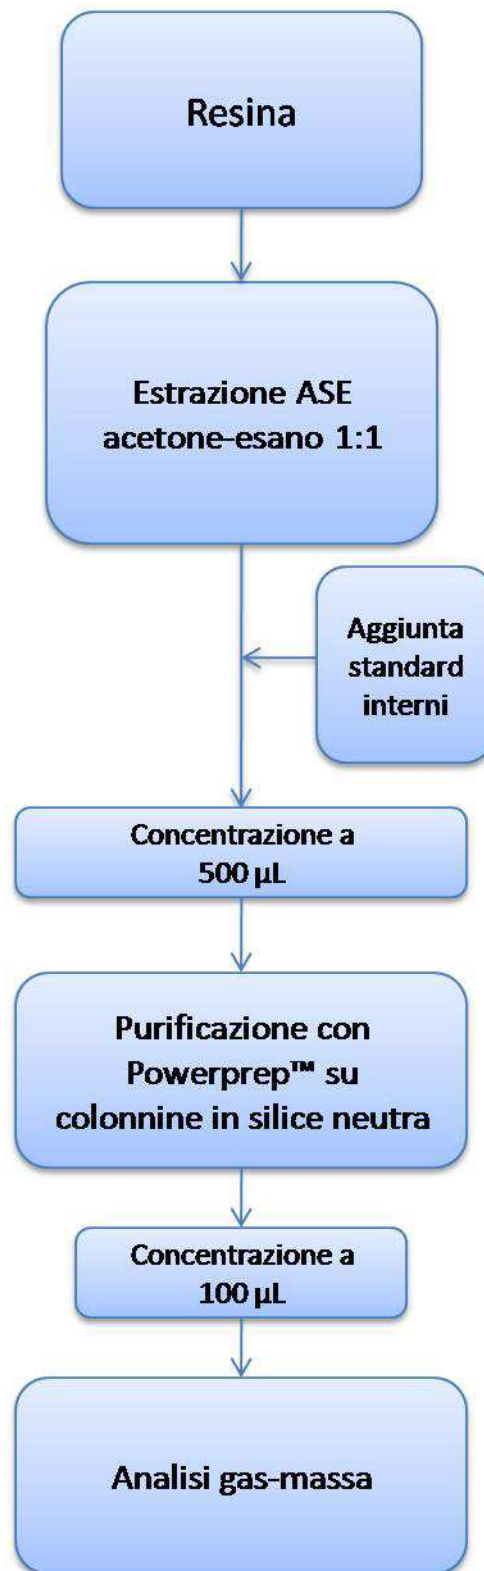 Resina
Estrazione ASE
acetone-esano 1:1
Aggiunta
standard
interni
Concentrazione a
500 µL
Purificazione con
Powerprep™ su
colonnine in silice neutra
Concentrazione a
100 µL
Analisi gas-massa